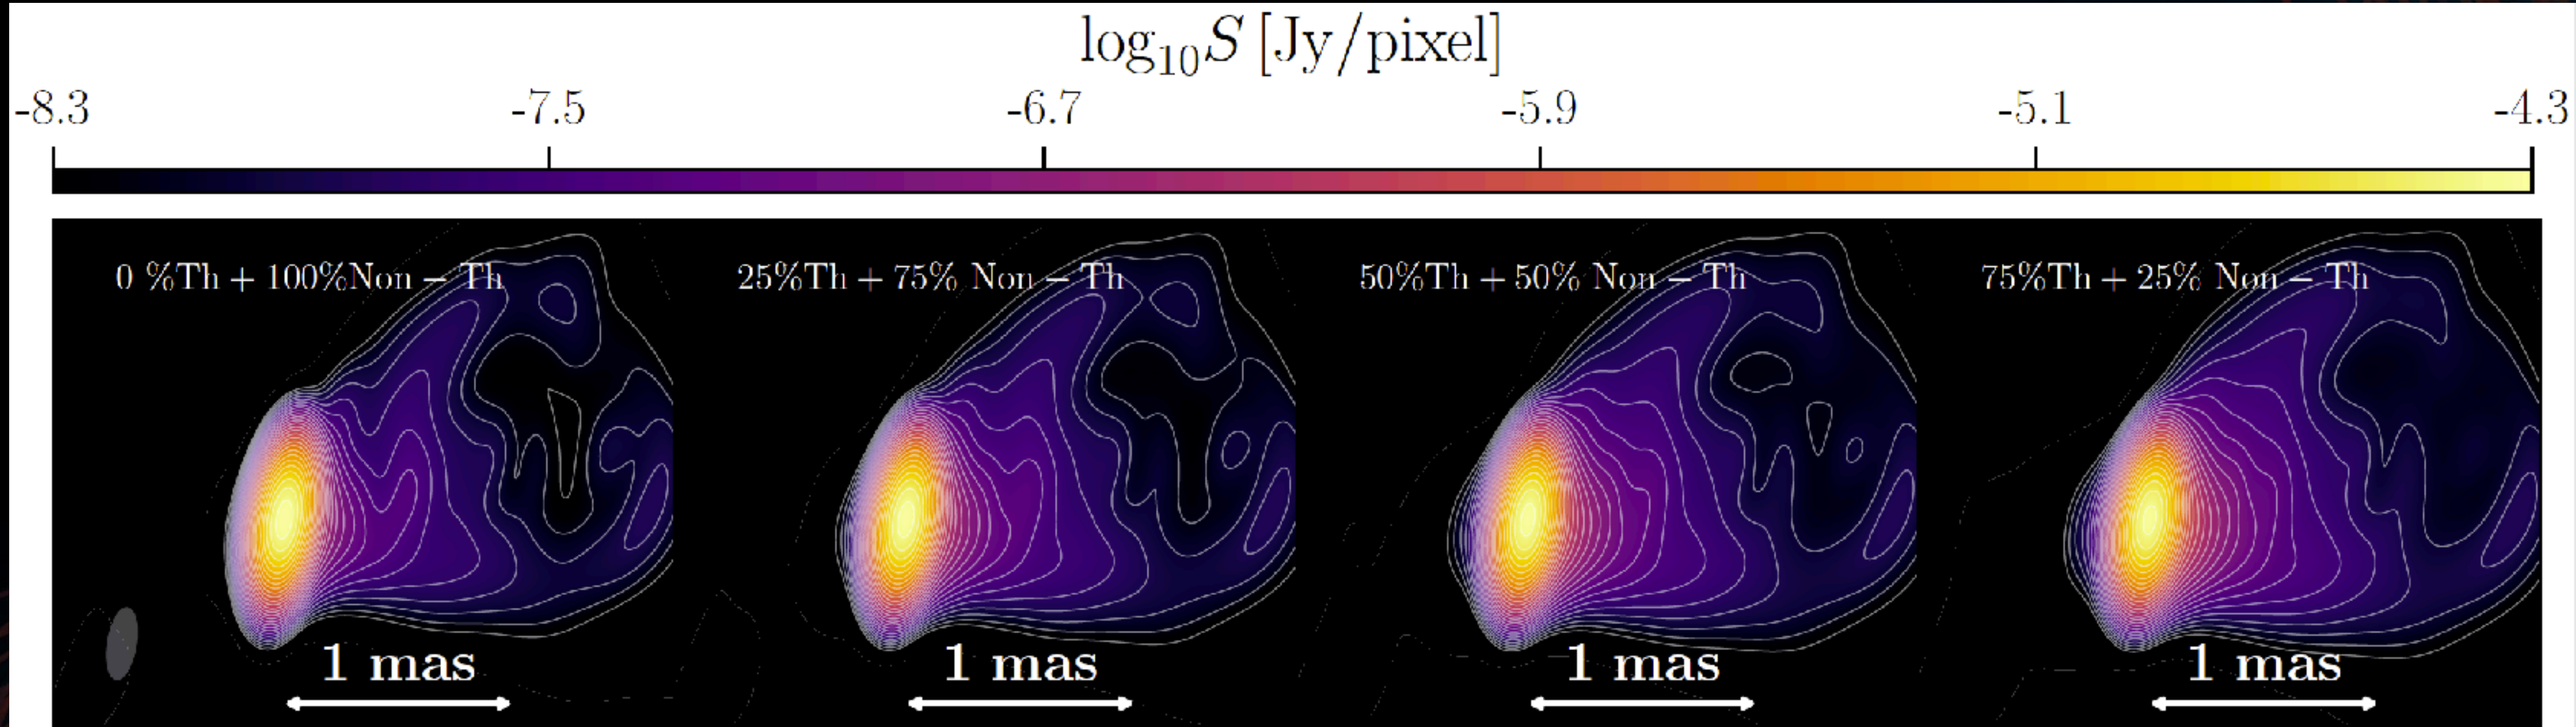 log₁₀S [Jy/pixel]
-8.3 -7.5 -6.7 -5.9 -5.1 -4.3
0 %Th + 100%Non − Th 25%Th + 75% Non − Th 50%Th + 50% Non − Th 75%Th + 25% Non − Th
1 mas 1 mas 1 mas 1 mas